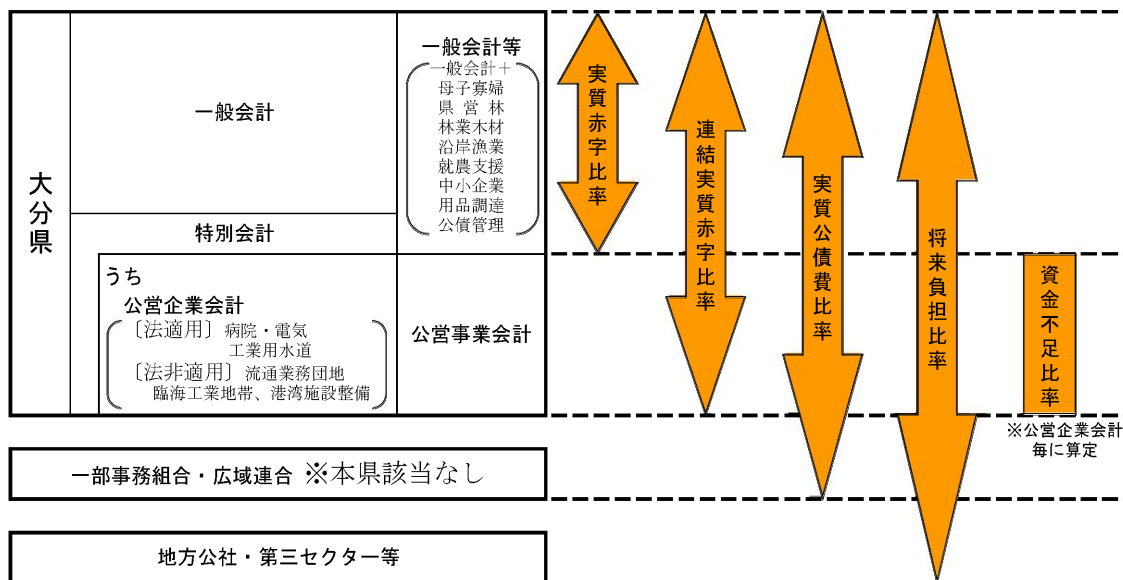 大分県
一般会計
特別会計
うち
公営企業会計
〔法適用〕病院・電気
工業用水道
〔法非適用〕流通業務団地
臨海工業地帯、港湾施設整備
一般会計等
一般会計＋
母子寡婦
県営林
林業木材
沿岸漁業
就農支援
中小企業
用品調達
公債管理
公営事業会計
一部事務組合・広域連合 ※本県該当なし
地方公社・第三セクター等
実質赤字比率
連結実質赤字比率
実質公債費比率
将来負担比率
資金不足比率
※公営企業会計
毎に算定